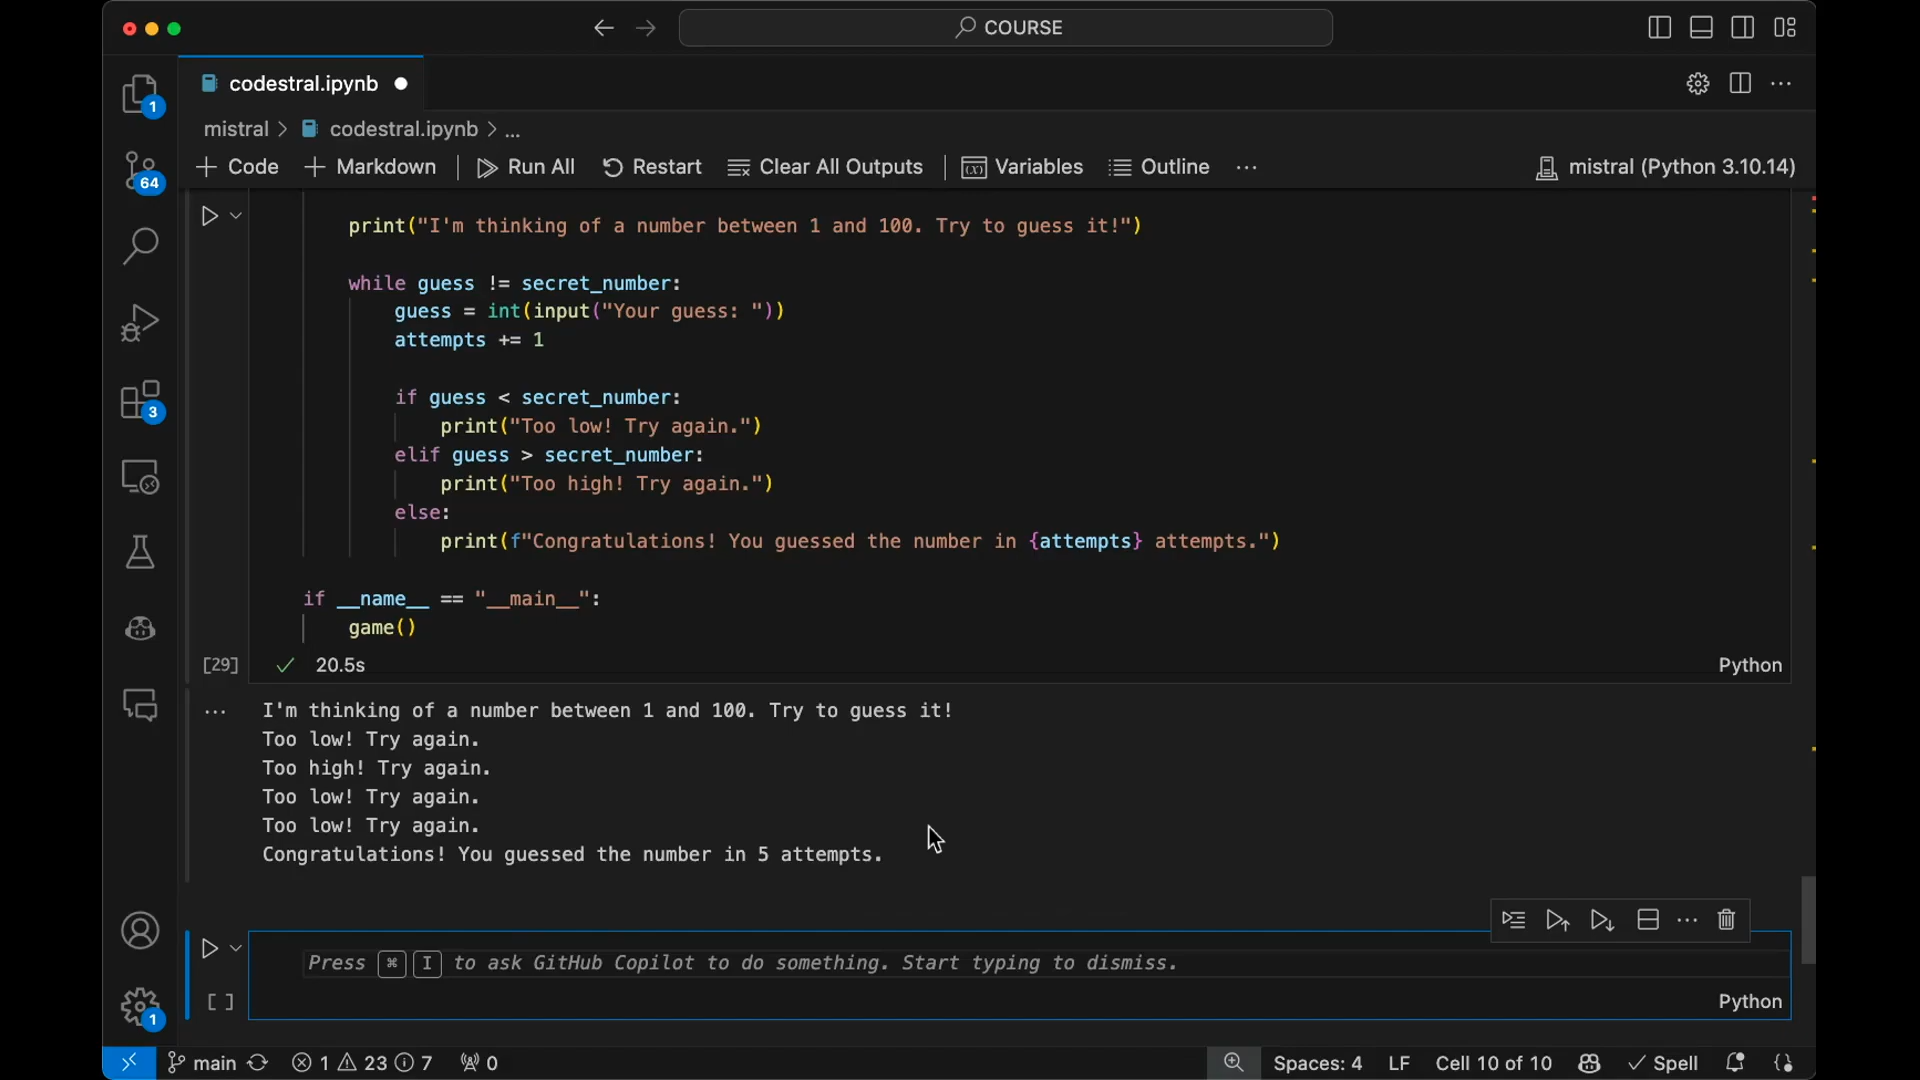 COURSE
codestral.ipynb
mistral > codestral.ipynb > ...
+ Code + Markdown Run All Restart Clear All Outputs Variables Outline ... mistral (Python 3.10.14)
1
64
3
print("I'm thinking of a number between 1 and 100. Try to guess it!")
while guess != secret_number:
guess = int(input("Your guess: "))
attempts += 1
if guess < secret_number:
print("Too low! Try again.")
elif guess > secret_number:
print("Too high! Try again.")
else:
print(f"Congratulations! You guessed the number in {attempts} attempts.")
if __name__ == "__main__":
game()
[29] 20.5s Python
... I'm thinking of a number between 1 and 100. Try to guess it!
Too low! Try again.
Too high! Try again.
Too low! Try again.
Too low! Try again.
Congratulations! You guessed the number in 5 attempts.
Press ⌘ I to ask GitHub Copilot to do something. Start typing to dismiss.
[ ] Python
1
main 1 23 7 0 Spaces: 4 LF Cell 10 of 10 Spell